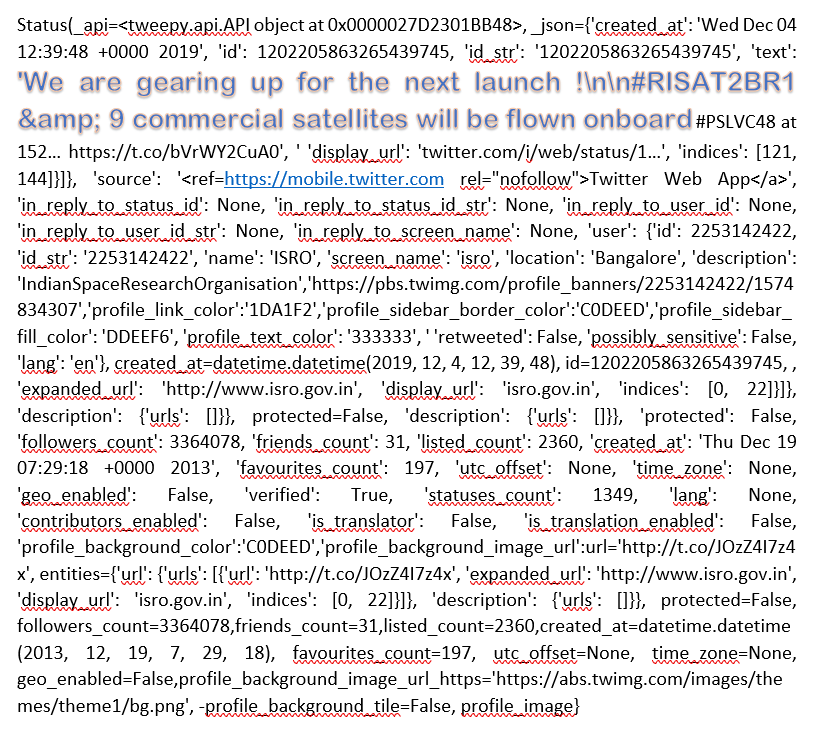 Status(_api=<tweepy.api.API object at 0x0000027D2301BB48>, _json={'created_at': 'Wed Dec 04
12:39:48 +0000 2019', 'id': 1202205863265439745, 'id_str': '1202205863265439745', 'text':
'We are gearing up for the next launch !\n\n#RISAT2BR1
&amp; 9 commercial satellites will be flown onboard #PSLVC48 at
152... https://t.co/bVrWY2CuA0', ' 'display_url': 'twitter.com/i/web/status/1...', 'indices': [121,
144]}]}, 'source': '<ref=https://mobile.twitter.com rel="nofollow">Twitter Web App</a>',
'in_reply_to_status_id': None, 'in_reply_to_status_id_str': None, 'in_reply_to_user_id': None,
'in_reply_to_user_id_str': None, 'in_reply_to_screen_name': None, 'user': {'id': 2253142422,
'id_str': '2253142422', 'name': 'ISRO', 'screen_name': 'isro', 'location': 'Bangalore', 'description':
'IndianSpaceResearchOrganisation','https://pbs.twimg.com/profile_banners/2253142422/1574
834307','profile_link_color':'1DA1F2','profile_sidebar_border_color':'C0DEED','profile_sidebar_
fill_color': 'DDEEF6', 'profile_text_color': '333333', ' 'retweeted': False, 'possibly_sensitive': False,
'lang': 'en'}, created_at=datetime.datetime(2019, 12, 4, 12, 39, 48), id=1202205863265439745, ,
'expanded_url': 'http://www.isro.gov.in', 'display_url': 'isro.gov.in', 'indices': [0, 22]}]},
'description': {'urls': []}}, protected=False, 'description': {'urls': []}}, 'protected': False,
'followers_count': 3364078, 'friends_count': 31, 'listed_count': 2360, 'created_at': 'Thu Dec 19
07:29:18 +0000 2013', 'favourites_count': 197, 'utc_offset': None, 'time_zone': None,
'geo_enabled': False, 'verified': True, 'statuses_count': 1349, 'lang': None,
'contributors_enabled': False, 'is_translator': False, 'is_translation_enabled': False,
'profile_background_color':'C0DEED','profile_background_image_url':url='http://t.co/JOzZ4I7z4
x', entities={'url': {'urls': [{'url': 'http://t.co/JOzZ4I7z4x', 'expanded_url': 'http://www.isro.gov.in',
'display_url': 'isro.gov.in', 'indices': [0, 22]}]}, 'description': {'urls': []}}, protected=False,
followers_count=3364078,friends_count=31,listed_count=2360,created_at=datetime.datetime
(2013, 12, 19, 7, 29, 18), favourites_count=197, utc_offset=None, time_zone=None,
geo_enabled=False,profile_background_image_url_https='https://abs.twimg.com/images/the
mes/theme1/bg.png', -profile_background_tile=False, profile_image}